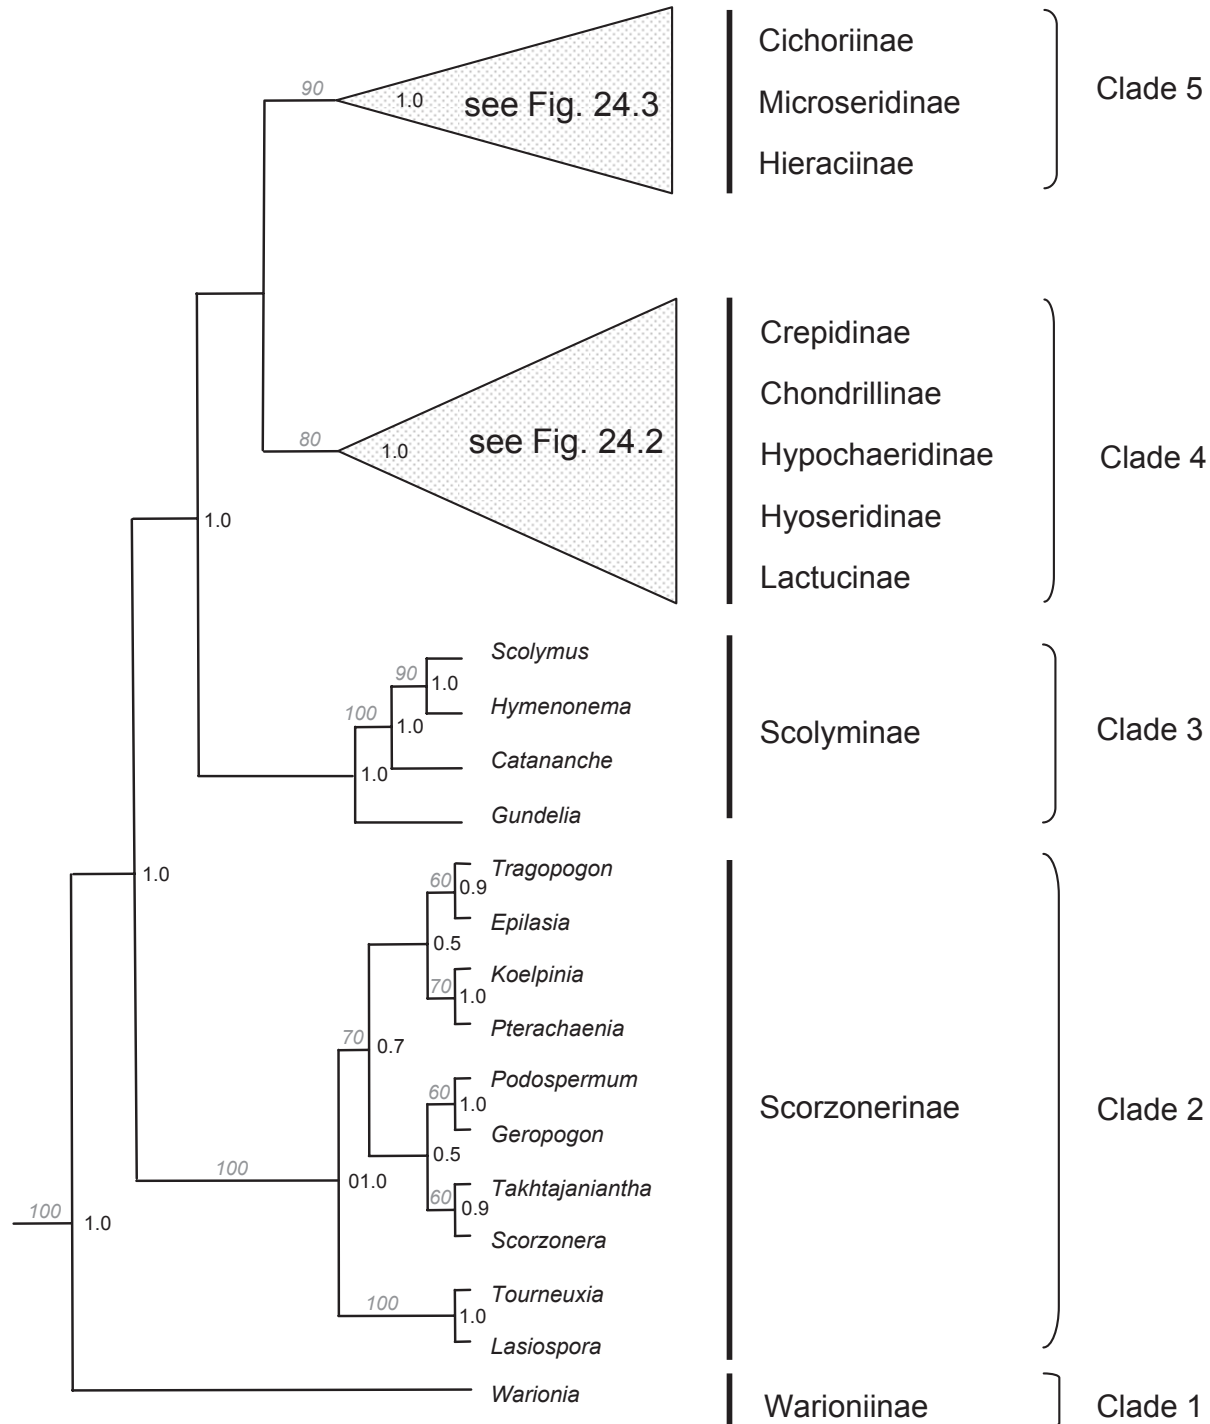 90
1.0
see Fig. 24.3
Cichoriinae
Microseridinae
Hieraciinae
Clade 5
80
1.0
see Fig. 24.2
Crepidinae
Chondrillinae
Hypochaeridinae
Hyoseridinae
Lactucinae
Clade 4
1.0
Scolymus
90
1.0
Hymenonema
100
1.0
Catananche
1.0
Gundelia
Scolyminae
Clade 3
1.0
Tragopogon
60
0.9
Epilasia
0.5
Koelpinia
70
1.0
Pterachaenia
70
0.7
Podospermum
60
1.0
Geropogon
0.5
Takhtajaniantha
60
0.9
Scorzonera
100
01.0
Tourneuxia
100
1.0
Lasiospora
Scorzonerinae
Clade 2
100
1.0
Warionia
Warioniinae
Clade 1